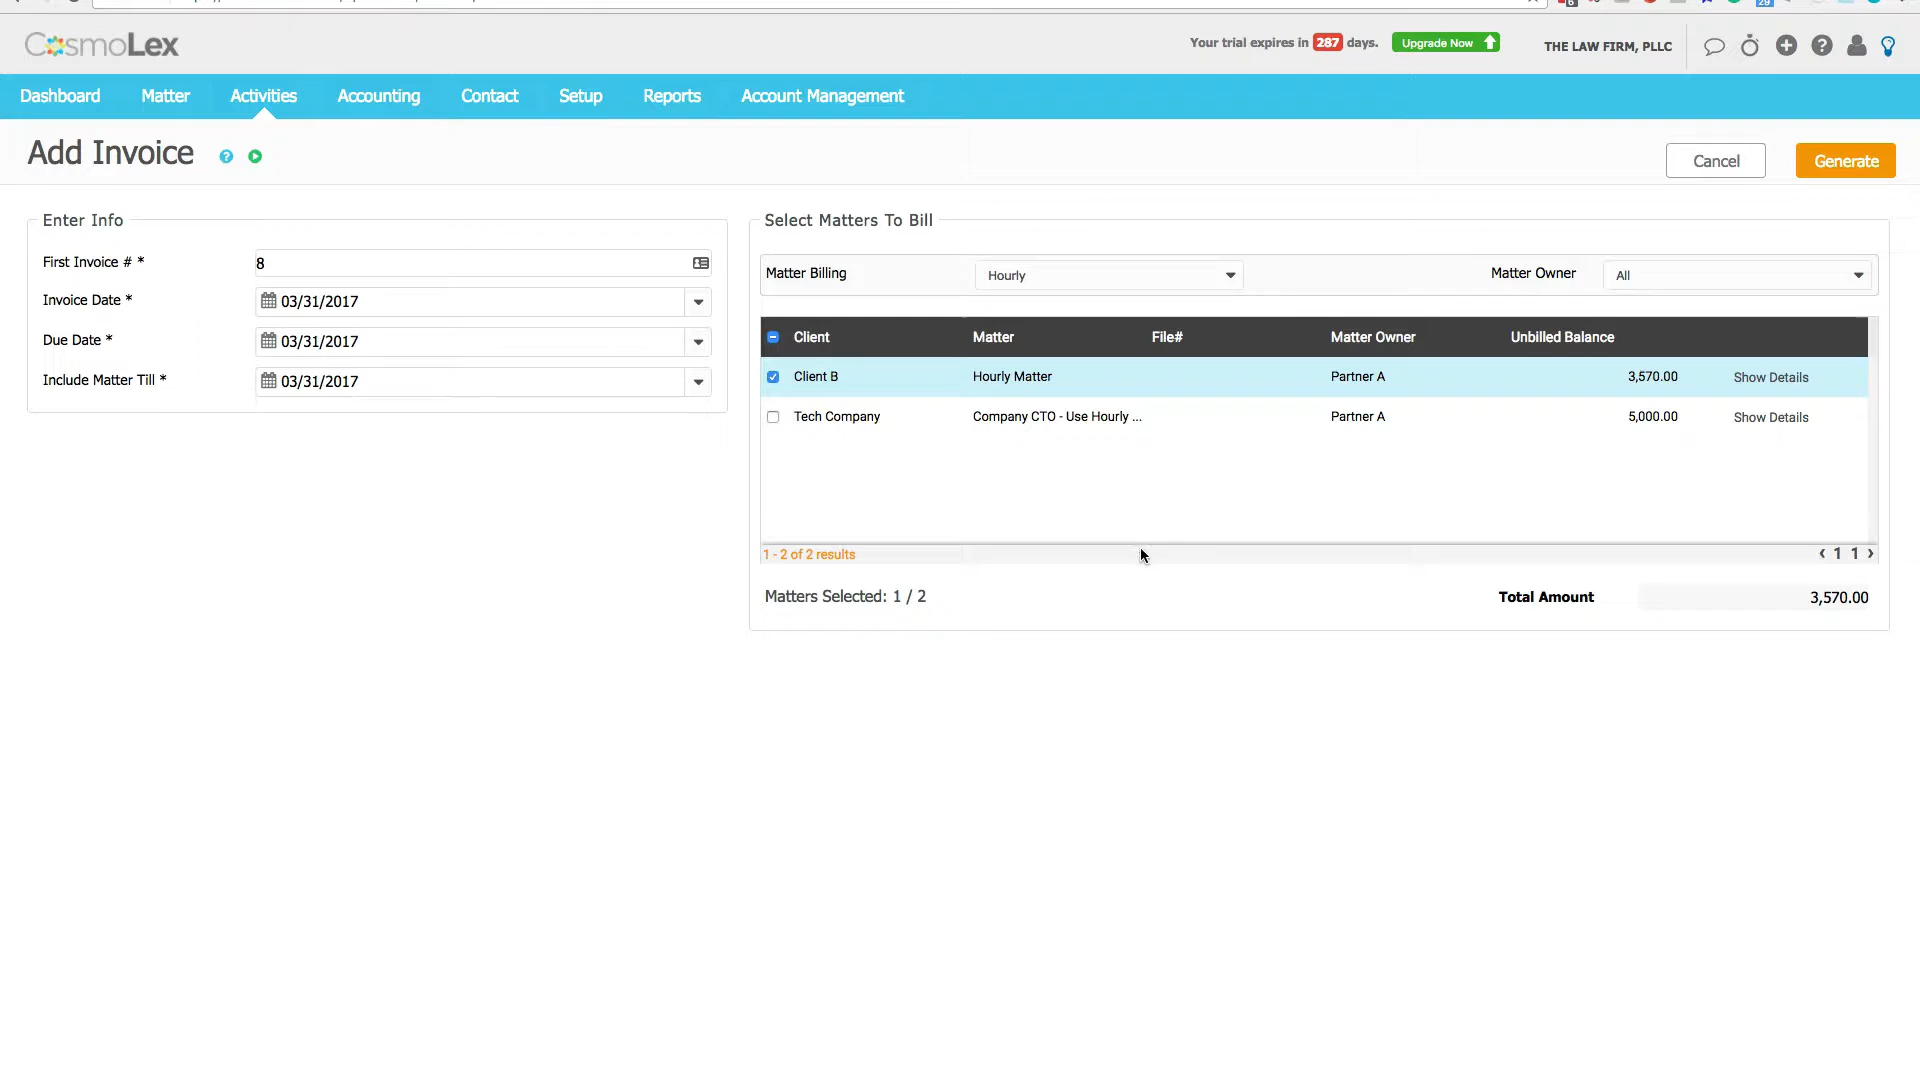 6
29
CosmoLex
Your trial expires in 287 days.
Upgrade Now
THE LAW FIRM, PLLC
Dashboard Matter Activities Accounting Contact Setup Reports Account Management
Add Invoice
Cancel
Generate
Enter Info
First Invoice # *
8
Invoice Date *
03/31/2017
Due Date *
03/31/2017
Include Matter Till *
03/31/2017
Select Matters To Bill
Matter Billing
Hourly
Matter Owner
All
Client Matter File# Matter Owner Unbilled Balance
Client B Hourly Matter Partner A 3,570.00 Show Details
Tech Company Company CTO - Use Hourly ... Partner A 5,000.00 Show Details
1 - 2 of 2 results
‹ 1 1 ›
Matters Selected: 1 / 2
Total Amount 3,570.00